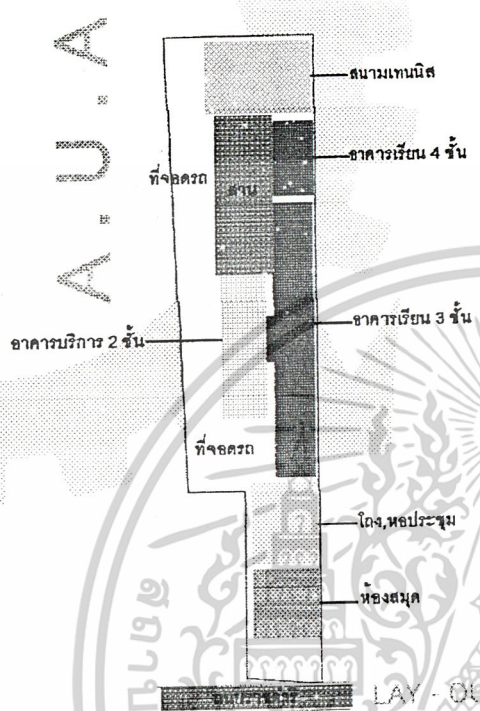 A.U.A
สนามเทนนิส
อาคารเรียน 4 ชั้น
ที่จอดรถ
ลาน
อาคารบริการ 2 ชั้น
อาคารเรียน 3 ชั้น
ที่จอดรถ
โถง,หอประชุม
ห้องสมุด
LAY-OU